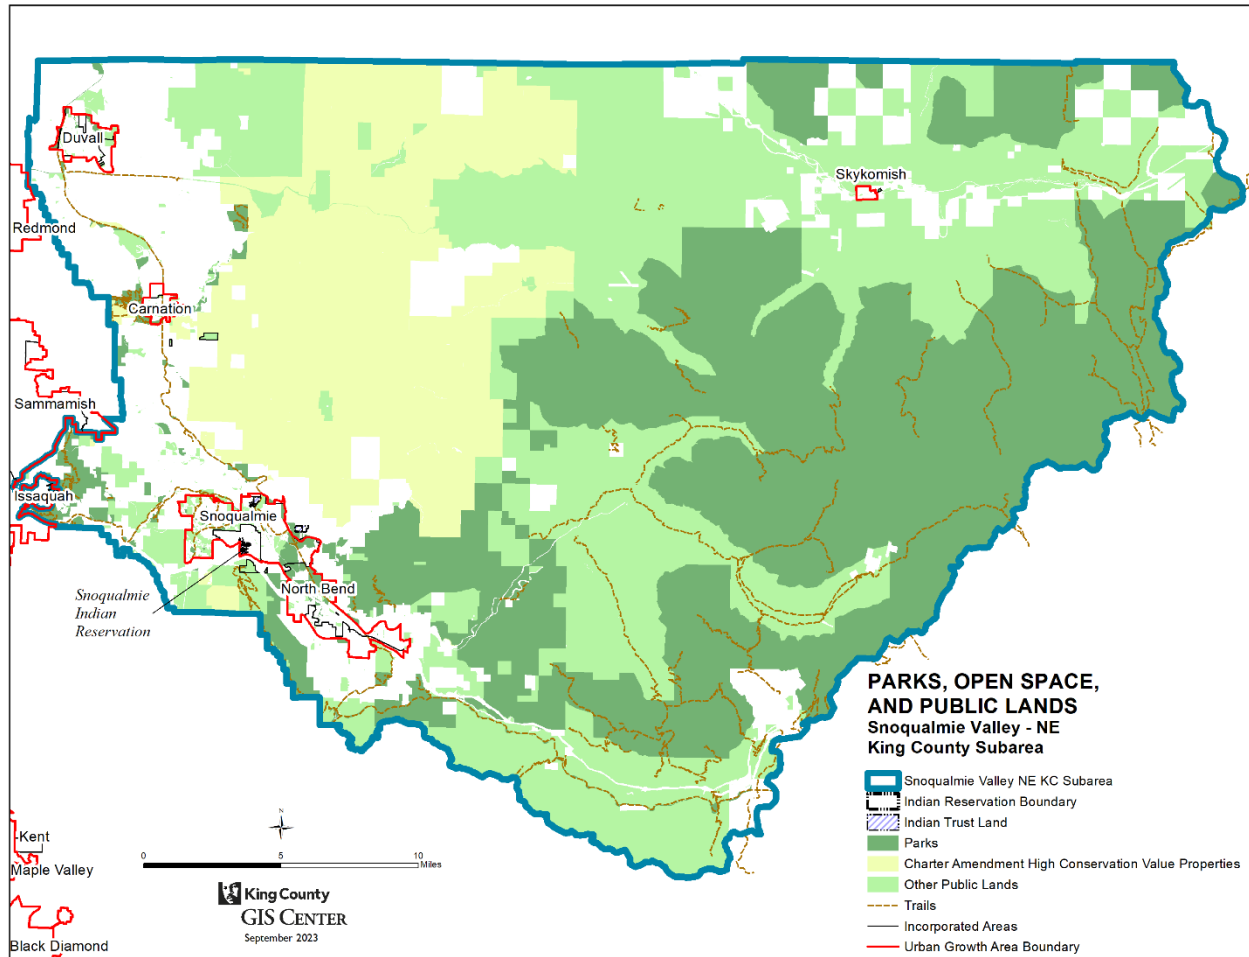 Duvall
Skykomish
Redmond
Carnation
Sammamish
Issaquah
Snoqualmie
North Bend
Snoqualmie
Indian
Reservation
PARKS, OPEN SPACE,
AND PUBLIC LANDS
Snoqualmie Valley - NE
King County Subarea
Snoqualmie Valley NE KC Subarea
Indian Reservation Boundary
Indian Trust Land
Parks
Charter Amendment High Conservation Value Properties
Other Public Lands
Trails
Incorporated Areas
Urban Growth Area Boundary
N
0 5 10
Miles
King County
GIS CENTER
September 2023
Kent
Maple Valley
Black Diamond